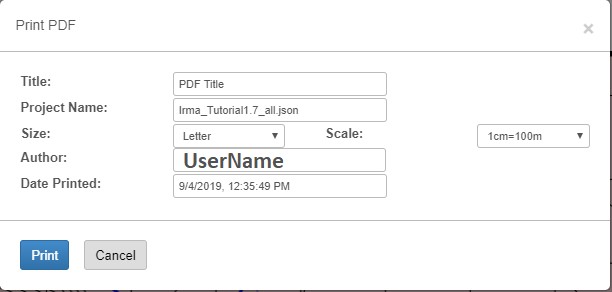 Print PDF ×
Title: PDF Title
Project Name: Irma_Tutorial1.7_all.json
Size: Letter Scale: 1cm=100m
Author: UserName
Date Printed: 9/4/2019, 12:35:49 PM
Print Cancel